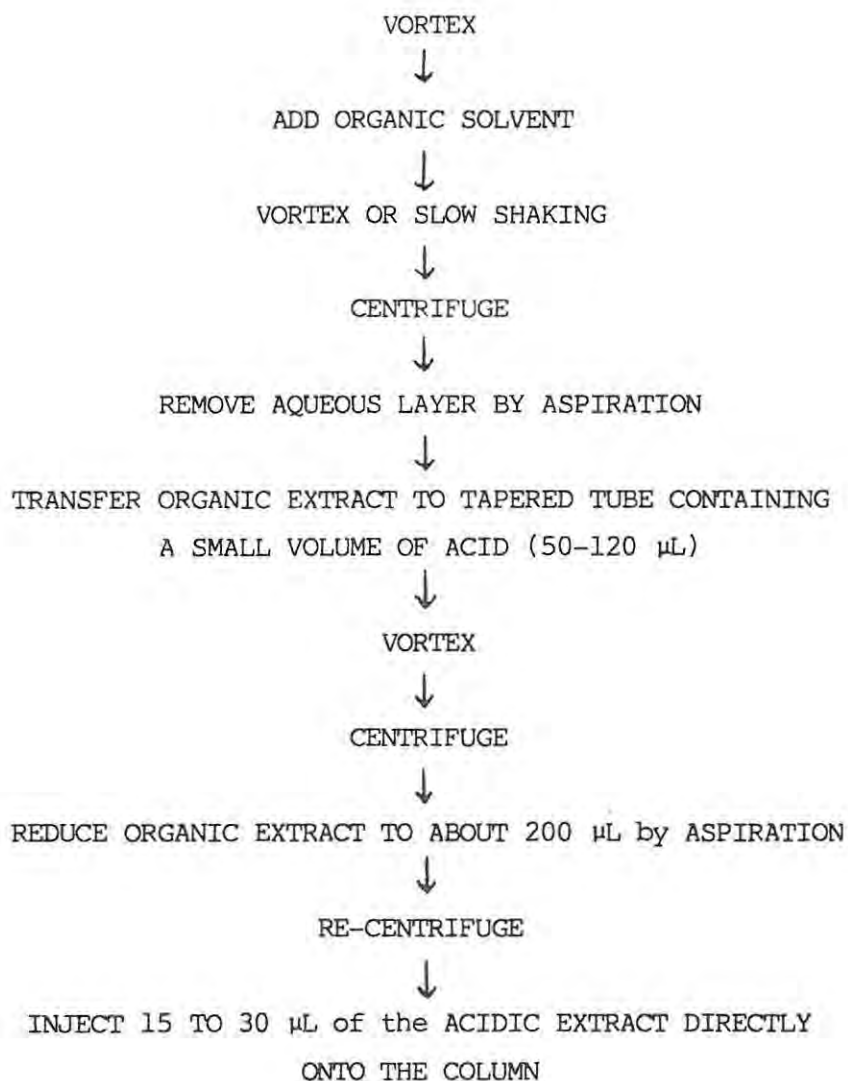 VORTEX
↓
ADD ORGANIC SOLVENT
↓
VORTEX OR SLOW SHAKING
↓
CENTRIFUGE
↓
REMOVE AQUEOUS LAYER BY ASPIRATION
↓
TRANSFER ORGANIC EXTRACT TO TAPERED TUBE CONTAINING
A SMALL VOLUME OF ACID (50-120 µL)
↓
VORTEX
↓
CENTRIFUGE
↓
REDUCE ORGANIC EXTRACT TO ABOUT 200 µL by ASPIRATION
↓
RE-CENTRIFUGE
↓
INJECT 15 TO 30 µL of the ACIDIC EXTRACT DIRECTLY
ONTO THE COLUMN